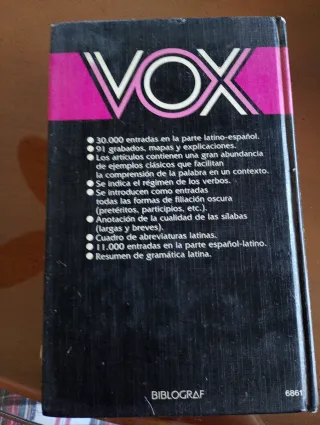 VOX
● 30.000 entradas en la parte latino-español.
● 91 grabados, mapas y explicaciones.
● Los artículos contienen una gran abundancia
de ejemplos clásicos que facilitan
la comprensión de la palabra en un contexto.
● Se indica el régimen de los verbos.
● Se introducen como entradas
todas las formas de filiación oscura
(pretéritos, participios, etc.).
● Anotación de la cualidad de las sílabas
(largas y breves).
● Cuadro de abreviaturas latinas.
● 11.000 entradas en la parte español-latino.
● Resumen de gramática latina.
BIBLOGRAF
6861